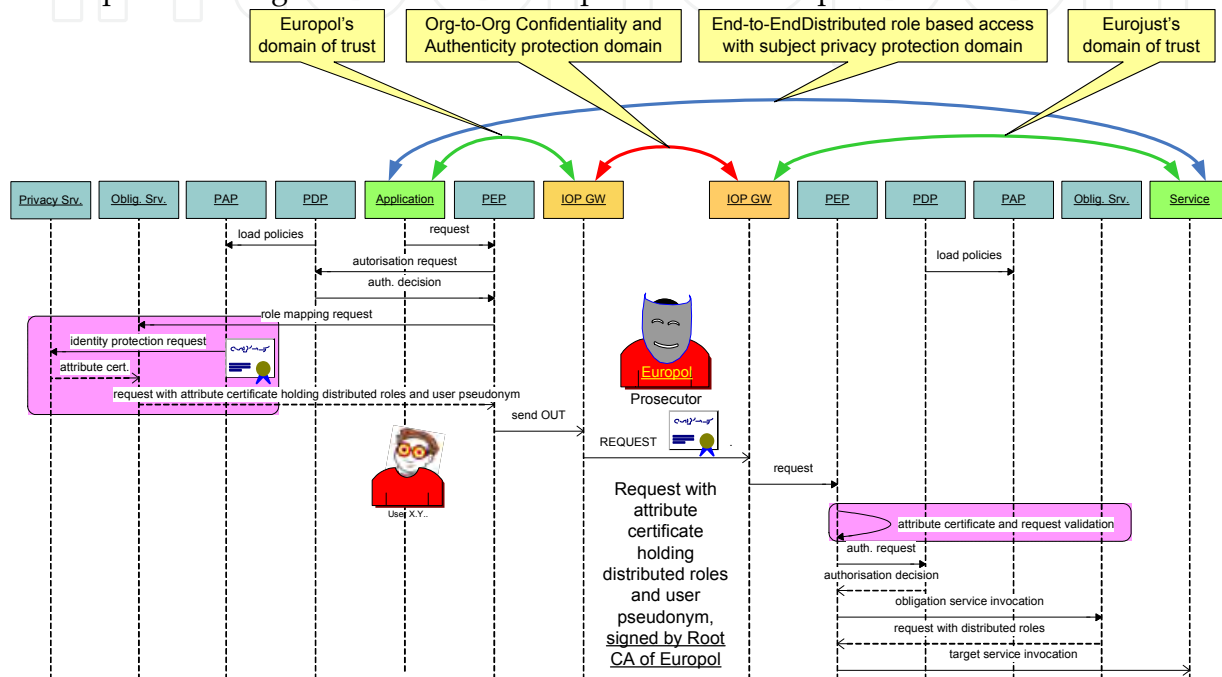 Europol's
domain of trust
Org-to-Org Confidentiality and
Authenticity protection domain
End-to-EndDistributed role based access
with subject privacy protection domain
Eurojust's
domain of trust
Privacy Srv.
Oblig. Srv.
PAP
PDP
Application
PEP
IOP GW
IOP GW
PEP
PDP
PAP
Oblig. Srv.
Service
load policies
request
autorisation request
load policies
auth. decision
role mapping request
identity protection request
attribute cert.
Europol
Prosecutor
request with attribute certificate holding distributed roles and user pseudonym
send OUT
REQUEST .
User X.Y..
request
Request with
attribute
certificate
holding
distributed roles
and user
pseudonym,
signed by Root
CA of Europol
attribute certificate and request validation
auth. request
authorisation decision
obligation service invocation
request with distributed roles
target service invocation